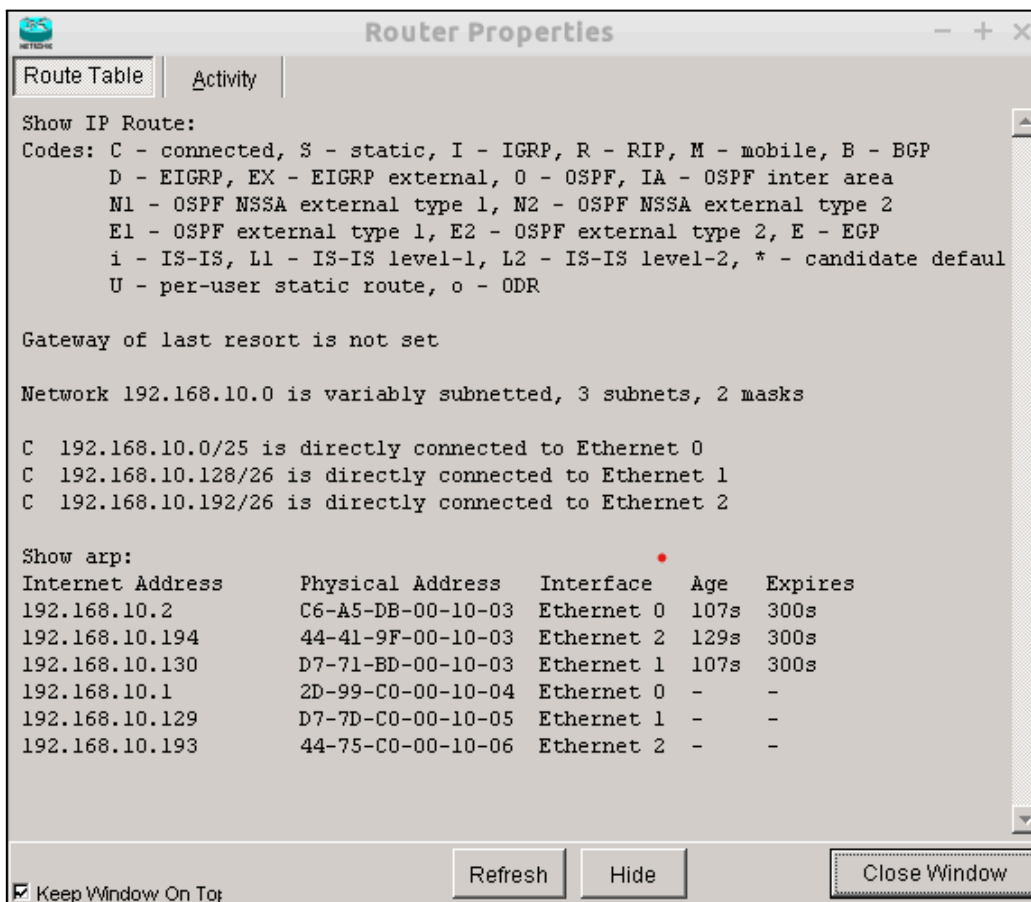 Router Properties
Route Table
Activity
Show IP Route:
Codes: C - connected, S - static, I - IGRP, R - RIP, M - mobile, B - BGP
D - EIGRP, EX - EIGRP external, O - OSPF, IA - OSPF inter area
N1 - OSPF NSSA external type 1, N2 - OSPF NSSA external type 2
E1 - OSPF external type 1, E2 - OSPF external type 2, E - EGP
i - IS-IS, L1 - IS-IS level-1, L2 - IS-IS level-2, * - candidate defaul
U - per-user static route, o - ODR
Gateway of last resort is not set
Network 192.168.10.0 is variably subnetted, 3 subnets, 2 masks
C 192.168.10.0/25 is directly connected to Ethernet 0
C 192.168.10.128/26 is directly connected to Ethernet 1
C 192.168.10.192/26 is directly connected to Ethernet 2
Show arp:
Internet Address Physical Address Interface Age Expires
192.168.10.2 C6-A5-DB-00-10-03 Ethernet 0 107s 300s
192.168.10.194 44-41-9F-00-10-03 Ethernet 2 129s 300s
192.168.10.130 D7-71-BD-00-10-03 Ethernet 1 107s 300s
192.168.10.1 2D-99-C0-00-10-04 Ethernet 0 - -
192.168.10.129 D7-7D-C0-00-10-05 Ethernet 1 - -
192.168.10.193 44-75-C0-00-10-06 Ethernet 2 - -
Keep Window On Top
Refresh
Hide
Close Window